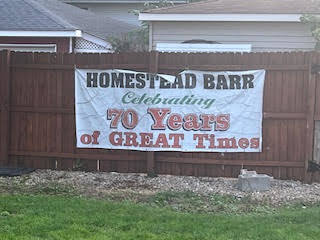 HOMESTEAD BARR
Celebrating
70 Years
of GREAT Times